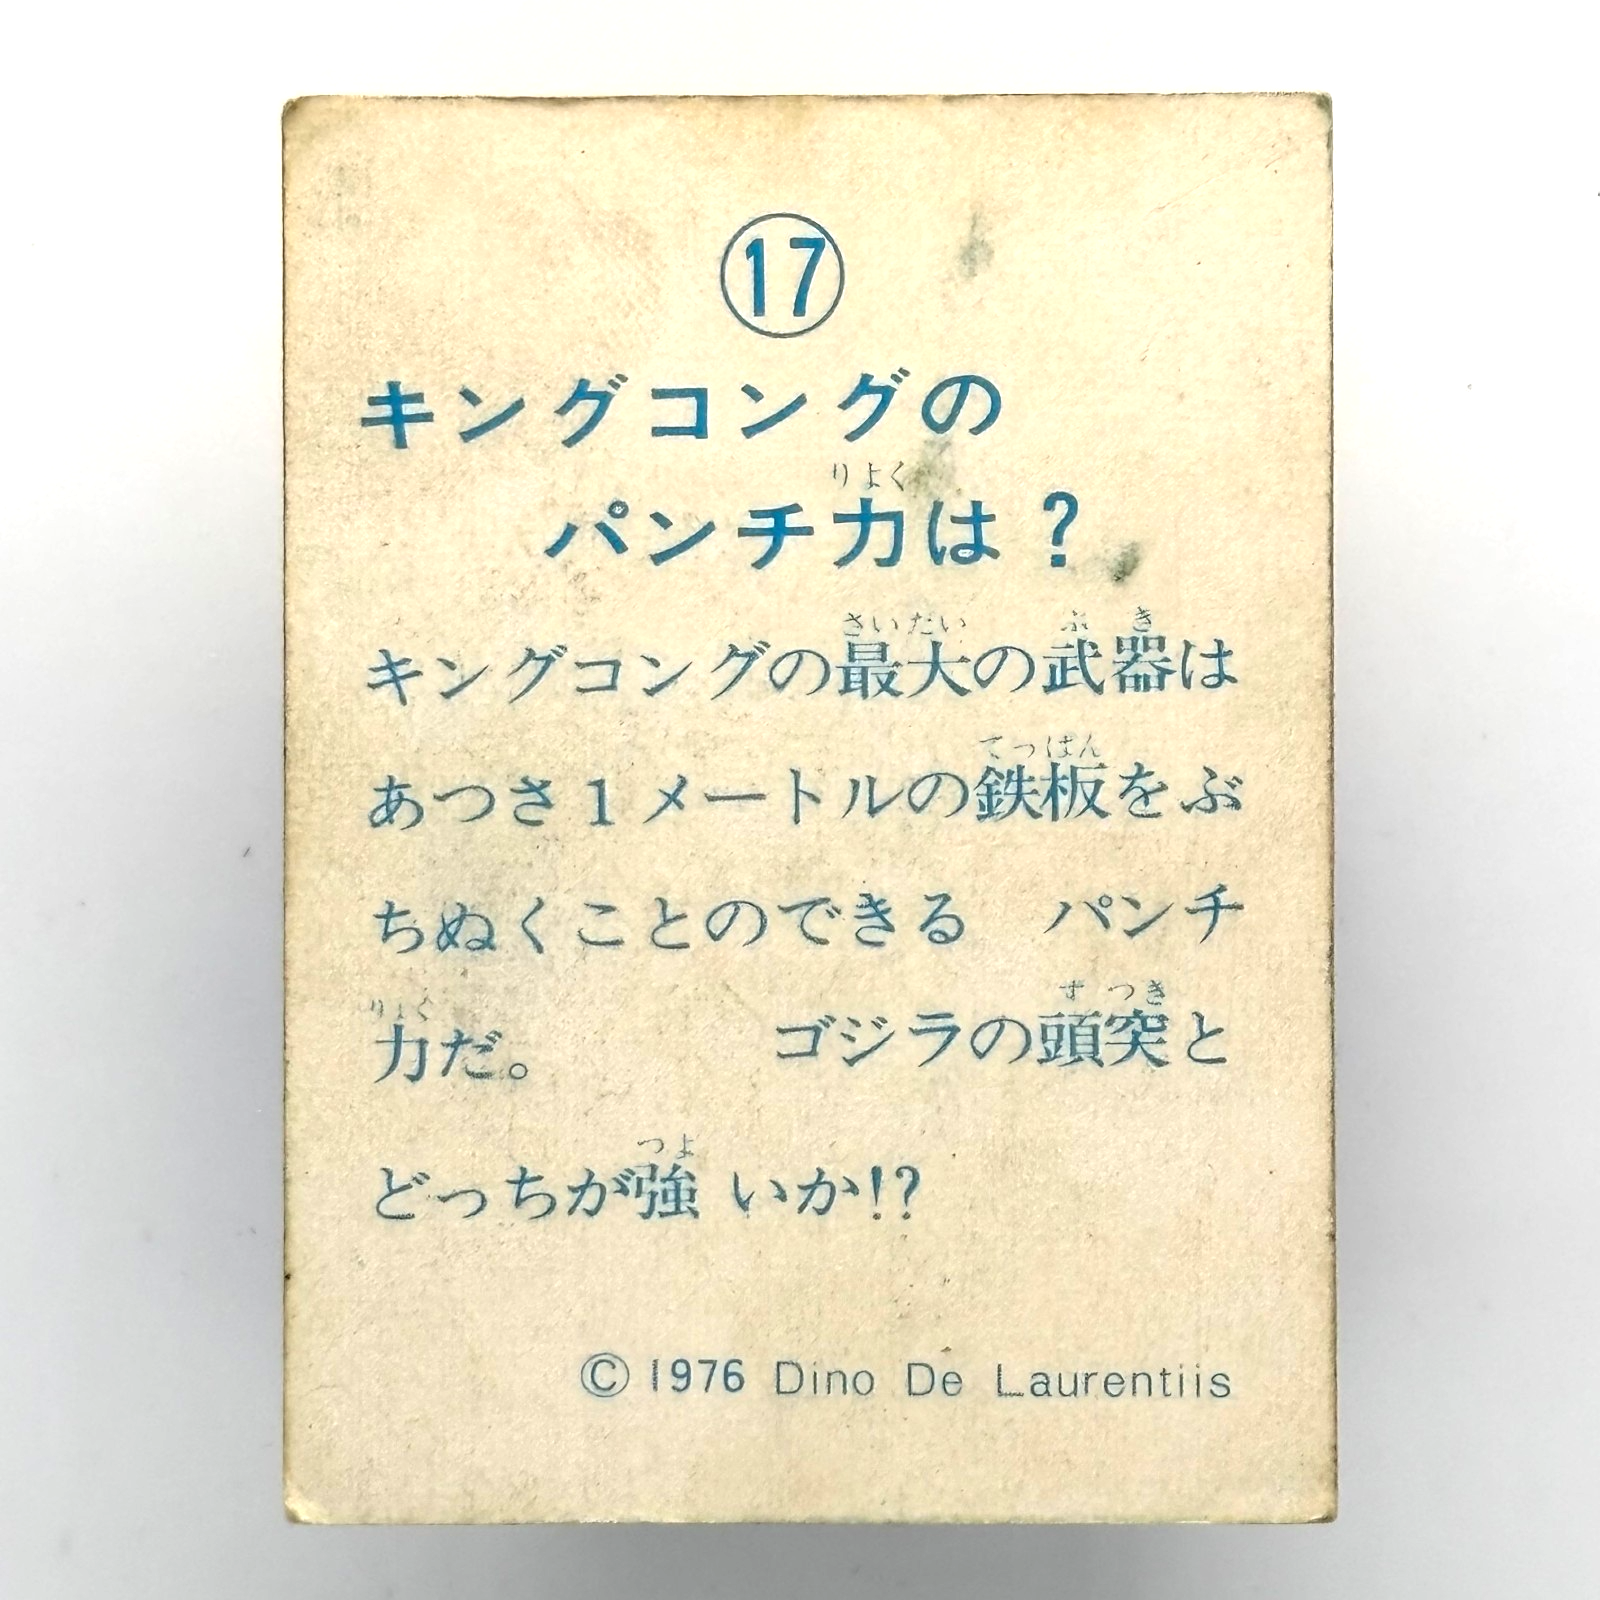 17
キングコングの
りよく
パンチ力は?
さいだい ぶき
キングコングの最大の武器は
てっぱん
あつさ1メートルの鉄板をぶ
ちぬくことのできる パンチ
りょく ずつき
力だ。 ゴジラの頭突と
つよ
どっちが強いか!?
© 1976 Dino De Laurentiis